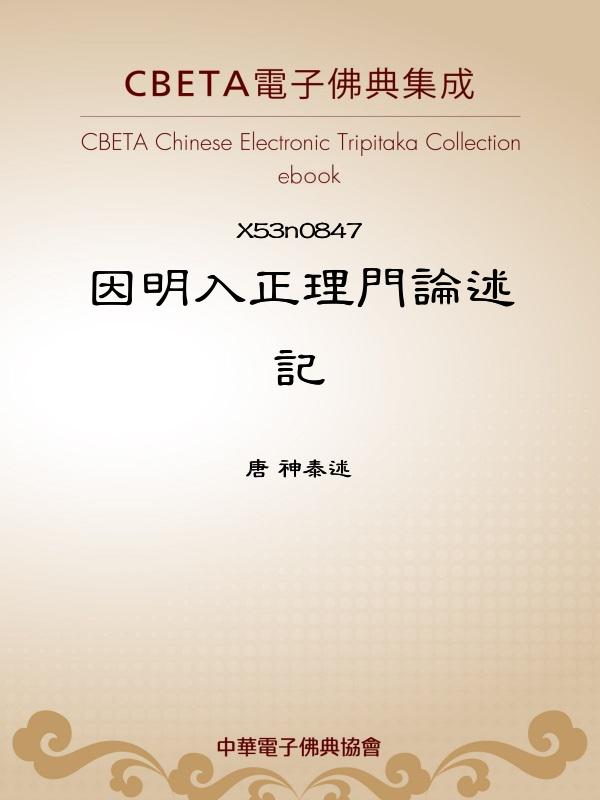 CBETA電子佛典集成
CBETA Chinese Electronic Tripitaka Collection
ebook
X53n0847
因明入正理門論述
記
唐 神泰述
中華電子佛典協會